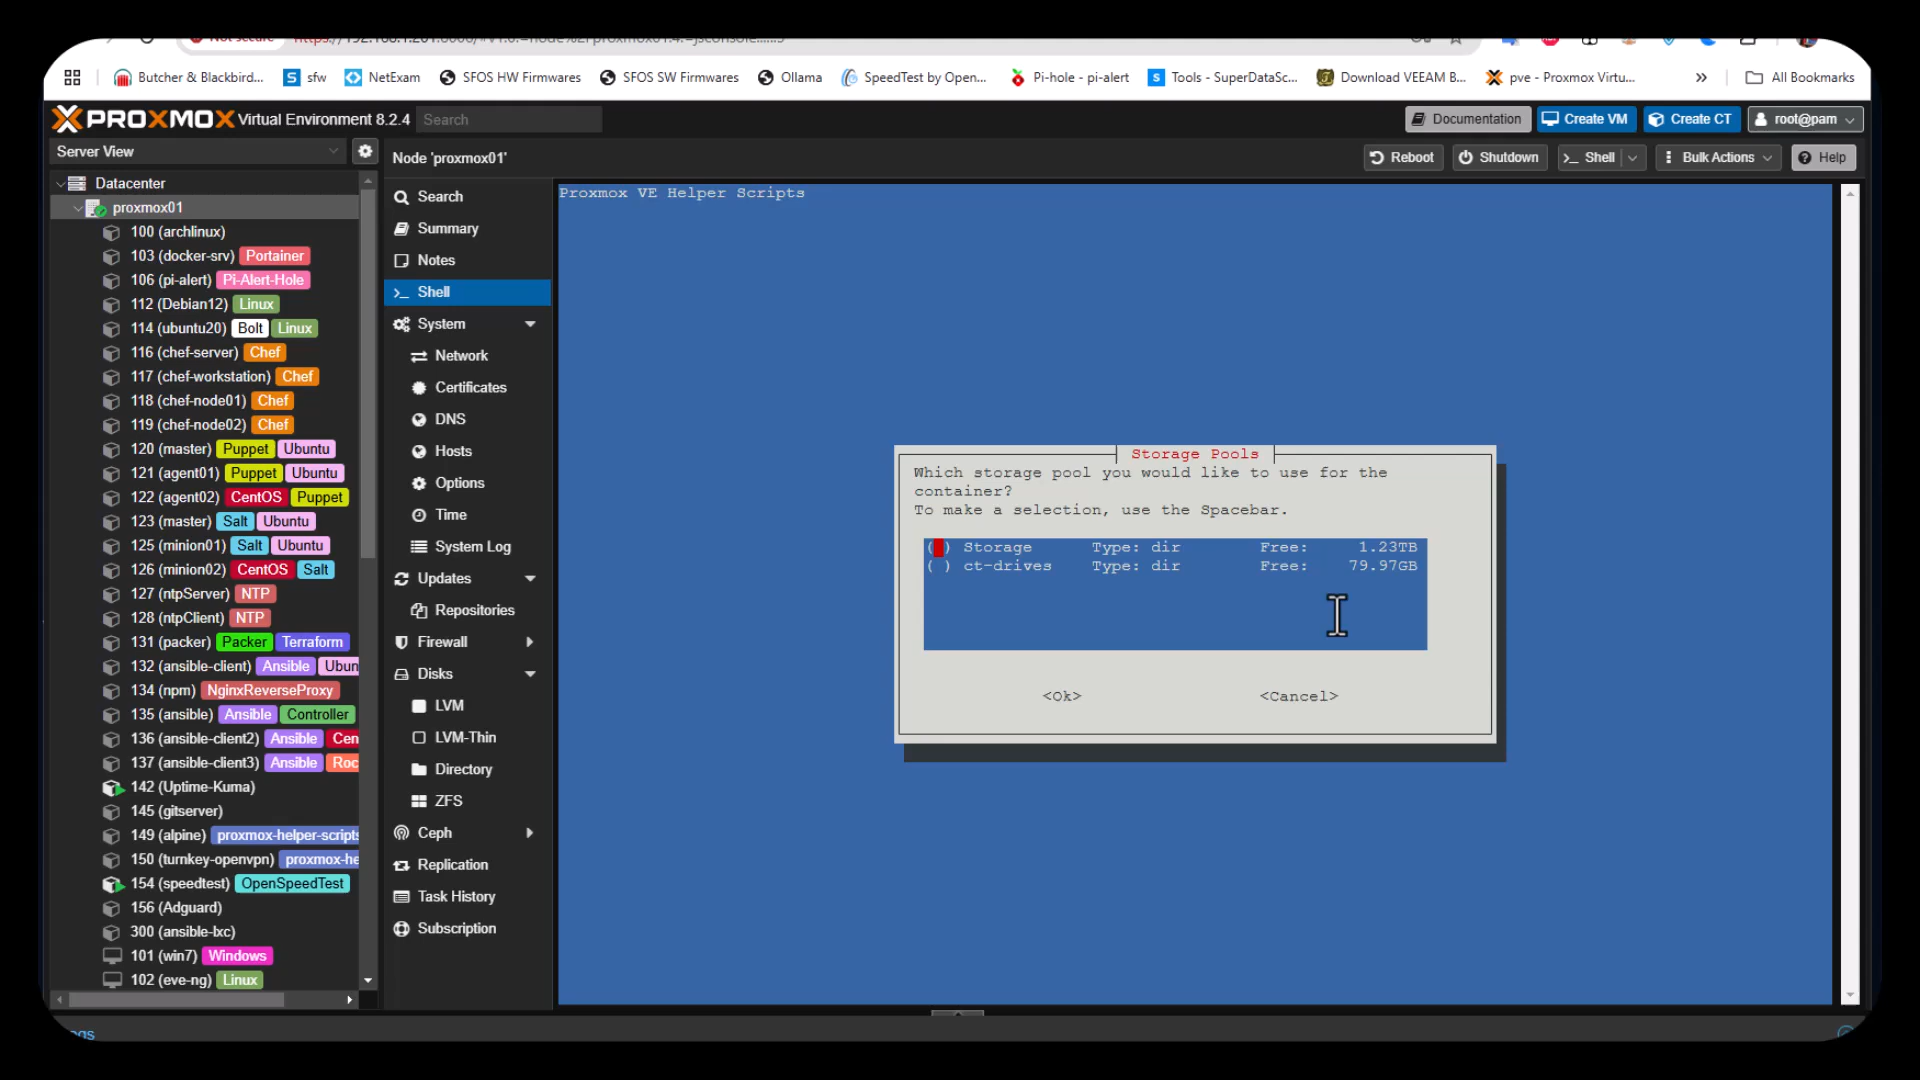 Not secure
Butcher & Blackbird... sfw NetExam SFOS HW Firmwares SFOS SW Firmwares Ollama SpeedTest by Open... Pi-hole - pi-alert Tools - SuperDataSc... Download VEEAM B... pve - Proxmox Virtu... » All Bookmarks
PROXMOX Virtual Environment 8.2.4 Search Documentation Create VM Create CT root@pam
Server View
Node 'proxmox01' Reboot Shutdown Shell Bulk Actions Help
Datacenter
proxmox01
100 (archlinux)
103 (docker-srv) Portainer
106 (pi-alert) Pi-Alert-Hole
112 (Debian12) Linux
114 (ubuntu20) Bolt Linux
116 (chef-server) Chef
117 (chef-workstation) Chef
118 (chef-node01) Chef
119 (chef-node02) Chef
120 (master) Puppet Ubuntu
121 (agent01) Puppet Ubuntu
122 (agent02) CentOS Puppet
123 (master) Salt Ubuntu
125 (minion01) Salt Ubuntu
126 (minion02) CentOS Salt
127 (ntpServer) NTP
128 (ntpClient) NTP
131 (packer) Packer Terraform
132 (ansible-client) Ansible Ubun
134 (npm) NginxReverseProxy
135 (ansible) Ansible Controller
136 (ansible-client2) Ansible Cen
137 (ansible-client3) Ansible Roc
142 (Uptime-Kuma)
145 (gitserver)
149 (alpine) proxmox-helper-scripts
150 (turnkey-openvpn) proxmox-he
154 (speedtest) OpenSpeedTest
156 (Adguard)
300 (ansible-lxc)
101 (win7) Windows
102 (eve-ng) Linux
Search
Summary
Notes
>_ Shell
System
Network
Certificates
DNS
Hosts
Options
Time
System Log
Updates
Repositories
Firewall
Disks
LVM
LVM-Thin
Directory
ZFS
Ceph
Replication
Task History
Subscription
Proxmox VE Helper Scripts
Storage Pools
Which storage pool you would like to use for the
container?
To make a selection, use the Spacebar.
( ) Storage Type: dir Free: 1.23TB
( ) ct-drives Type: dir Free: 79.97GB
<Ok> <Cancel>